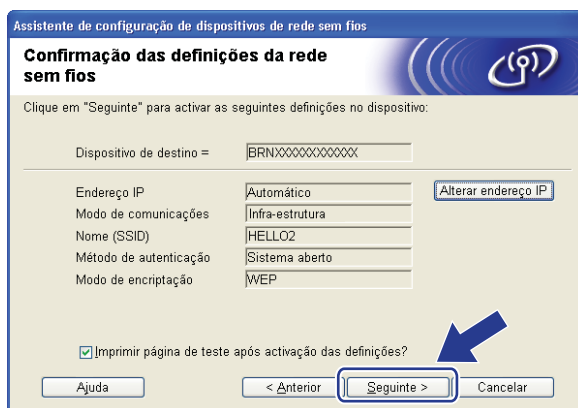 Assistente de configuração de dispositivos de rede sem fios
Confirmação das definições da rede
sem fios
Clique em "Seguinte" para activar as seguintes definições no dispositivo:
Dispositivo de destino = BRNXXXXXXXXXXXX
Endereço IP Automático Alterar endereço IP
Modo de comunicações Infra-estrutura
Nome (SSID) HELLO2
Método de autenticação Sistema aberto
Modo de encriptação WEP
Imprimir página de teste após activação das definições?
Ajuda < Anterior Seguinte > Cancelar